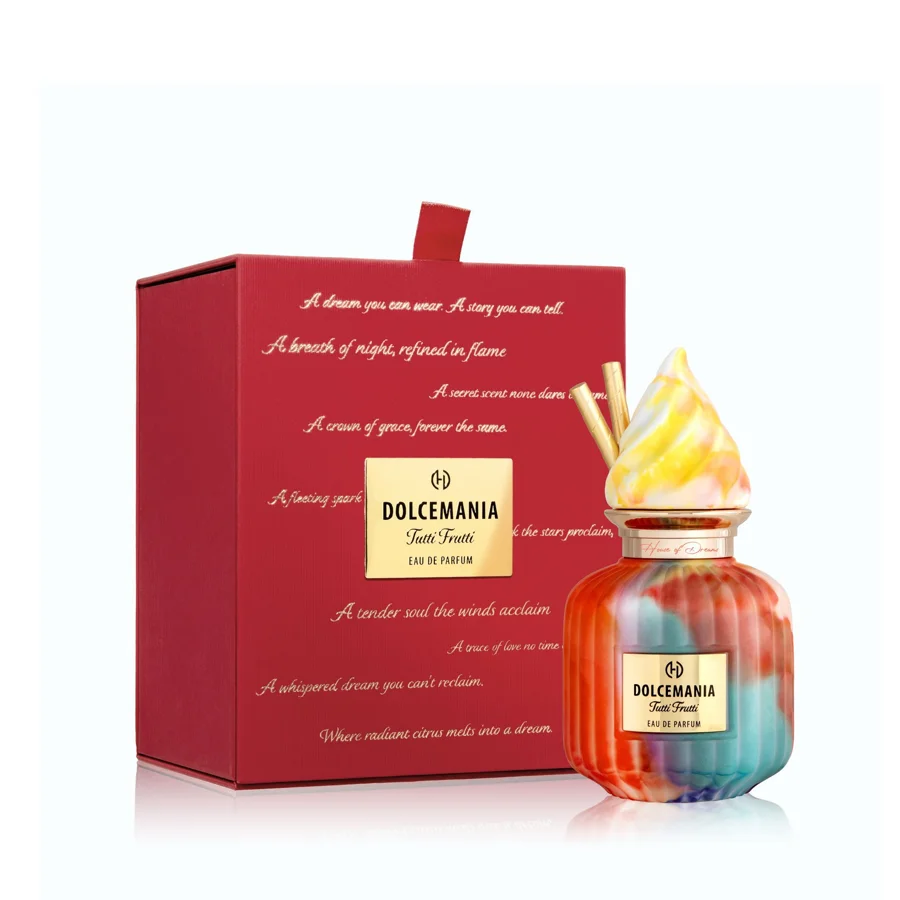 A dream you can wear. A story you can tell.
A breath of night, refined in flame
A secret scent none dares
A crown of grace, forever the same.
A fleeting spark
the stars proclaim,
DOLCEMANIA
Tutti Frutti
EAU DE PARFUM
A tender soul the winds acclaim
A trace of love no time
A whispered dream you can't reclaim.
Where radiant citrus melts into a dream.
House of Dreams
DOLCEMANIA
Tutti Frutti
EAU DE PARFUM